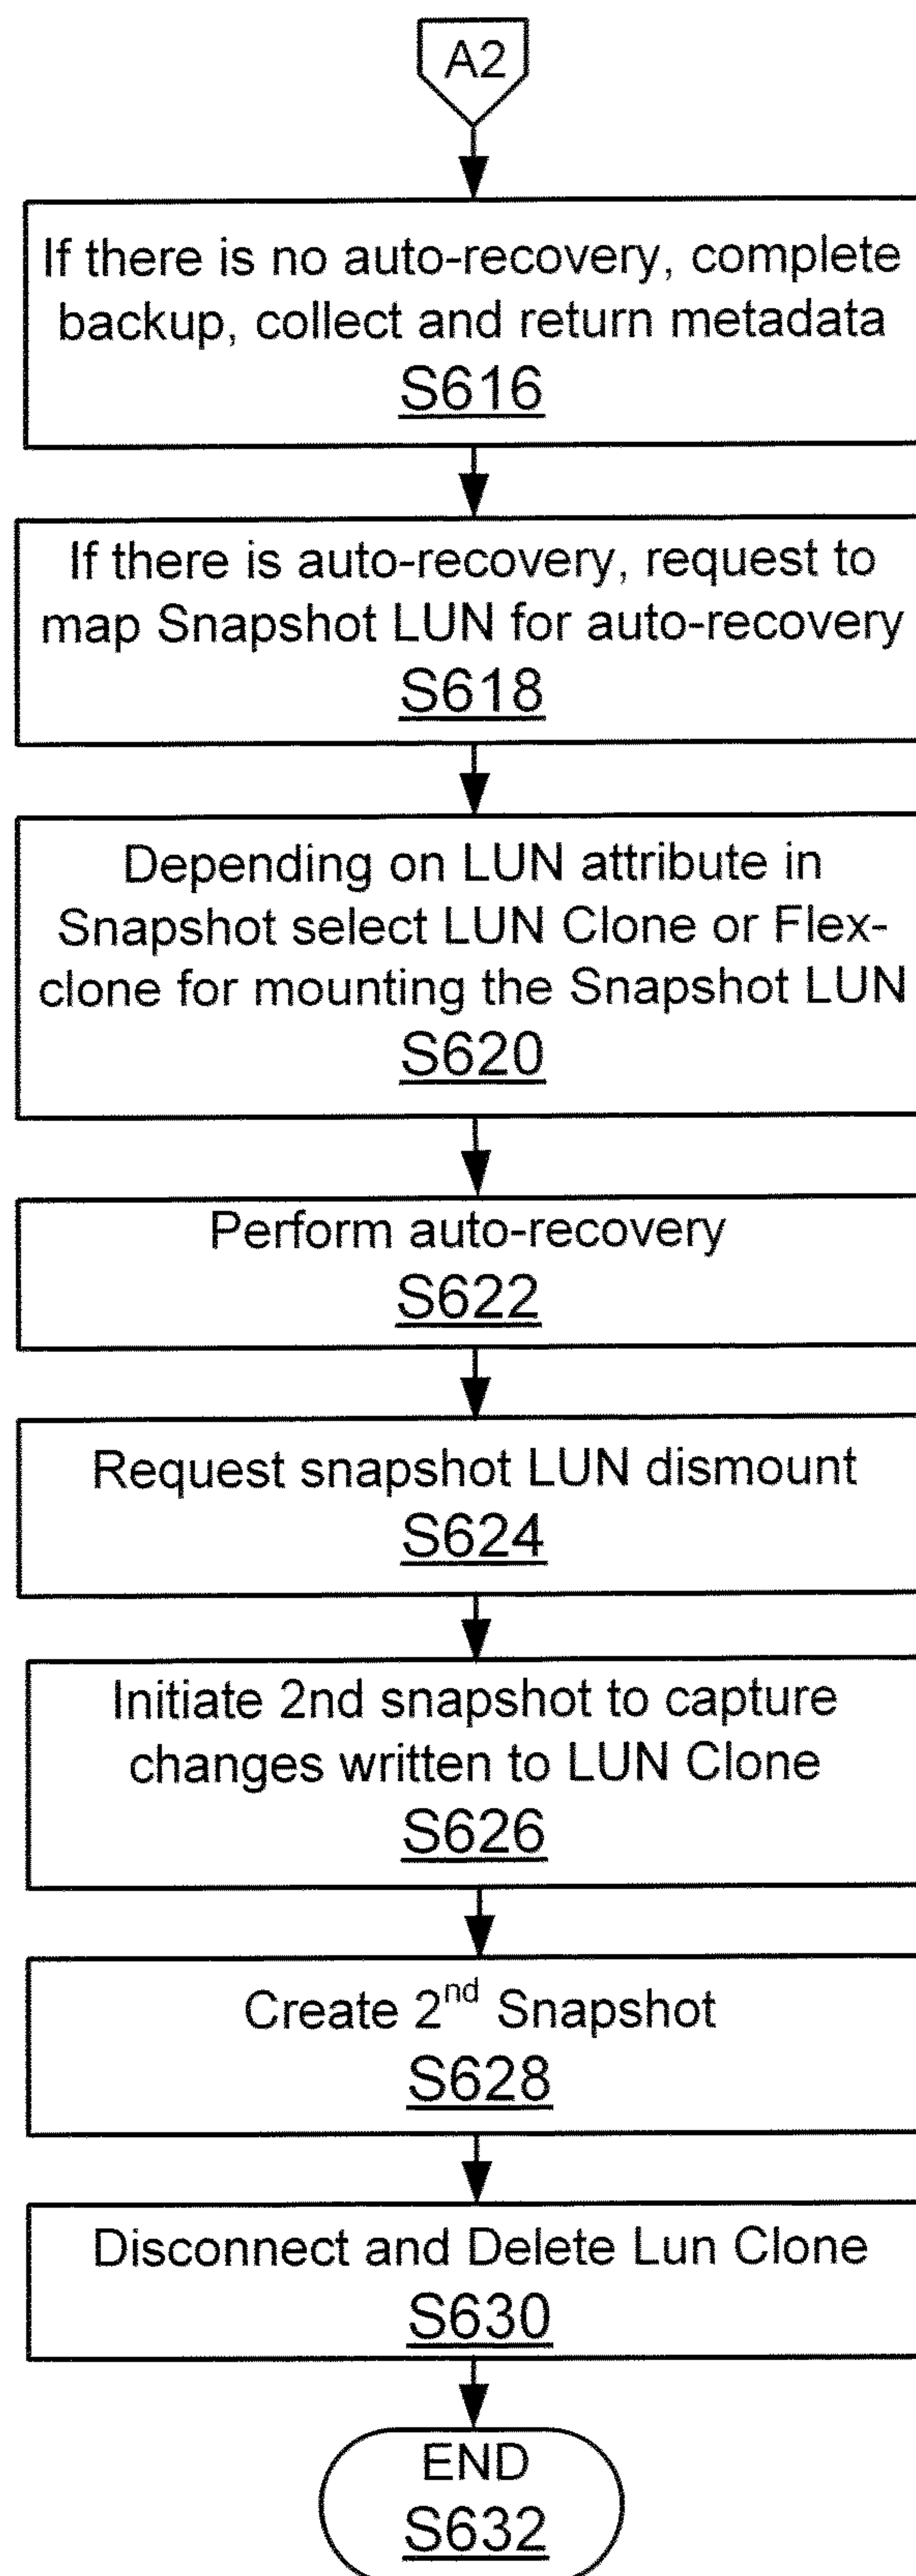 A2
If there is no auto-recovery, complete
backup, collect and return metadata
S616
If there is auto-recovery, request to
map Snapshot LUN for auto-recovery
S618
Depending on LUN attribute in
Snapshot select LUN Clone or Flex-
clone for mounting the Snapshot LUN
S620
Perform auto-recovery
S622
Request snapshot LUN dismount
S624
Initiate 2nd snapshot to capture
changes written to LUN Clone
S626
Create 2nd Snapshot
S628
Disconnect and Delete Lun Clone
S630
END
S632